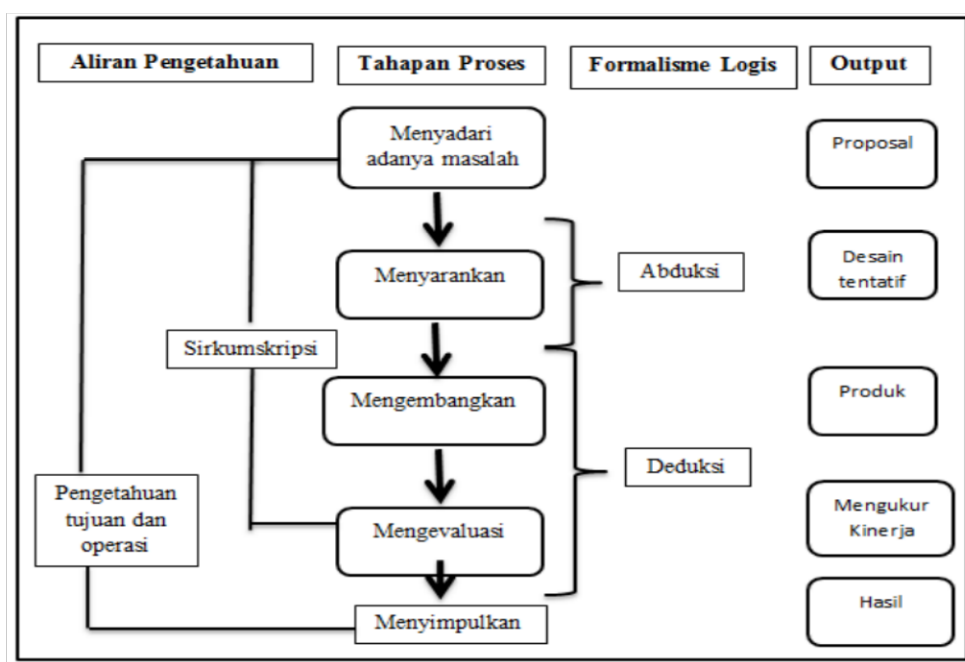 Aliran Pengetahuan
Tahapan Proses
Formalisme Logis
Output
Menyadari
adanya masalah
Proposal
Menyarankan
Abduksi
Desain
tentatif
Sirkumskripsi
Mengembangkan
Produk
Deduksi
Pengetahuan
tujuan dan
operasi
Mengevaluasi
Mengukur
Kinerja
Menyimpulkan
Hasil